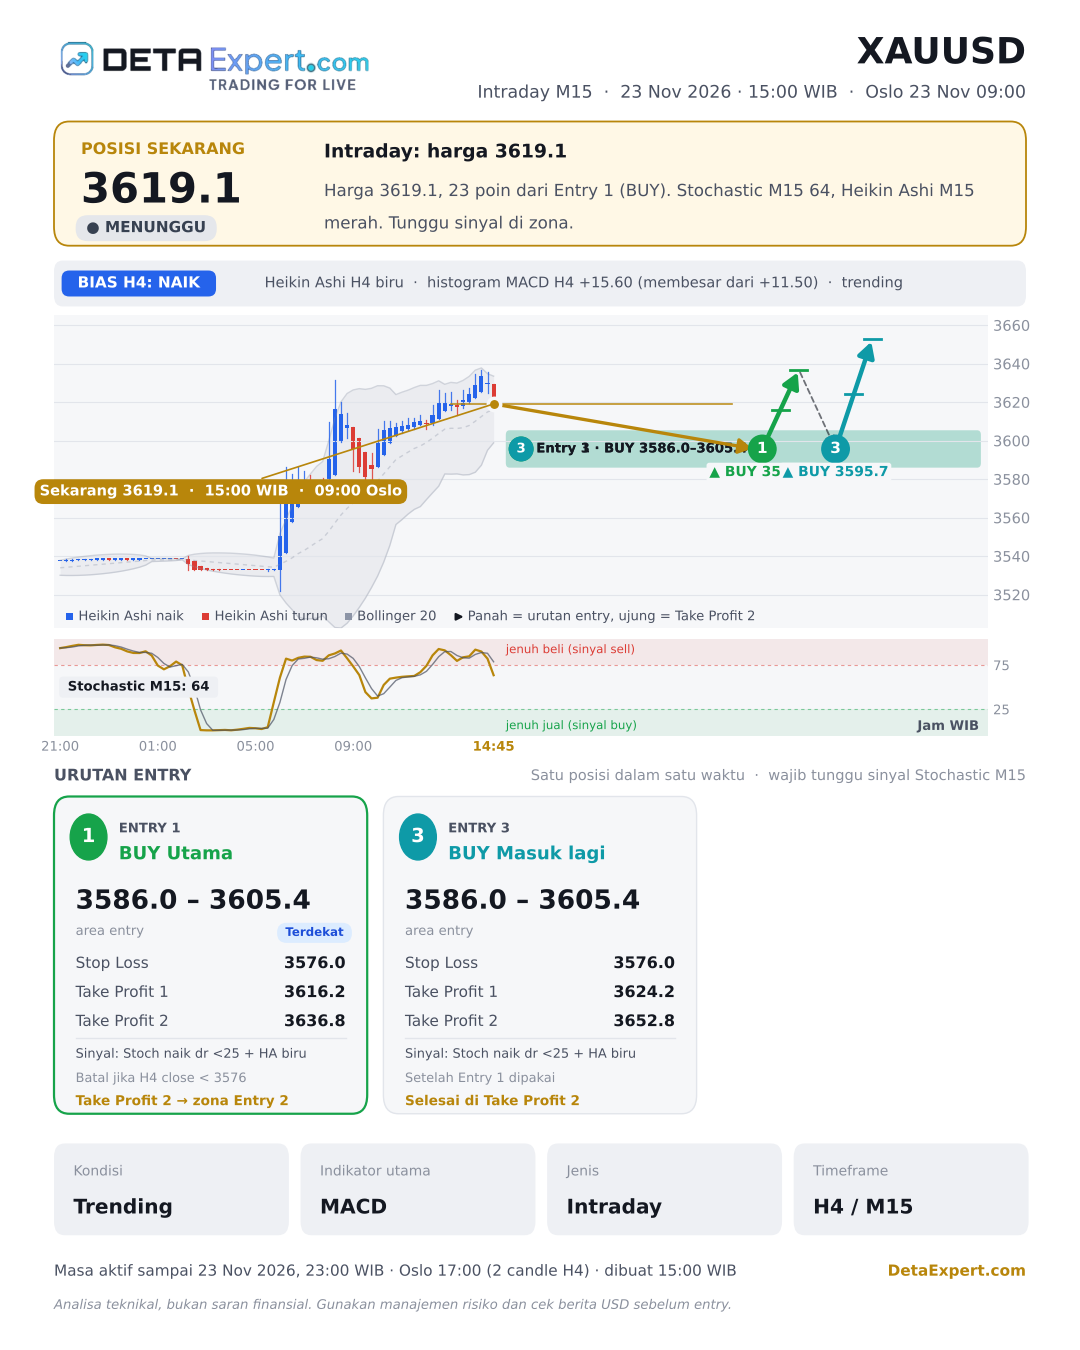 DETA Expert.com
TRADING FOR LIVE
XAUUSD
Intraday M15 · 23 Nov 2026 · 15:00 WIB · Oslo 23 Nov 09:00
POSISI SEKARANG
3619.1
● MENUNGGU
Intraday: harga 3619.1
Harga 3619.1, 23 poin dari Entry 1 (BUY). Stochastic M15 64, Heikin Ashi M15
merah. Tunggu sinyal di zona.
BIAS H4: NAIK
Heikin Ashi H4 biru · histogram MACD H4 +15.60 (membesar dari +11.50) · trending
3660
3640
3620
3600
3580
3560
3540
3520
3 Entry · BUY 3586.0–3605.
1
3
▲ BUY 35
▲ BUY 3595.7
Sekarang 3619.1 · 15:00 WIB · 09:00 Oslo
Heikin Ashi naik
Heikin Ashi turun
Bollinger 20
Panah = urutan entry, ujung = Take Profit 2
jenuh beli (sinyal sell)
75
Stochastic M15: 64
25
jenuh jual (sinyal buy)
Jam WIB
21:00 01:00 05:00 09:00 14:45
URUTAN ENTRY
Satu posisi dalam satu waktu · wajib tunggu sinyal Stochastic M15
1
ENTRY 1
BUY Utama
3586.0 – 3605.4
area entry
Terdekat
Stop Loss 3576.0
Take Profit 1 3616.2
Take Profit 2 3636.8
Sinyal: Stoch naik dr <25 + HA biru
Batal jika H4 close < 3576
Take Profit 2 → zona Entry 2
3
ENTRY 3
BUY Masuk lagi
3586.0 – 3605.4
area entry
Stop Loss 3576.0
Take Profit 1 3624.2
Take Profit 2 3652.8
Sinyal: Stoch naik dr <25 + HA biru
Setelah Entry 1 dipakai
Selesai di Take Profit 2
Kondisi
Trending
Indikator utama
MACD
Jenis
Intraday
Timeframe
H4 / M15
Masa aktif sampai 23 Nov 2026, 23:00 WIB · Oslo 17:00 (2 candle H4) · dibuat 15:00 WIB
DetaExpert.com
Analisa teknikal, bukan saran finansial. Gunakan manajemen risiko dan cek berita USD sebelum entry.